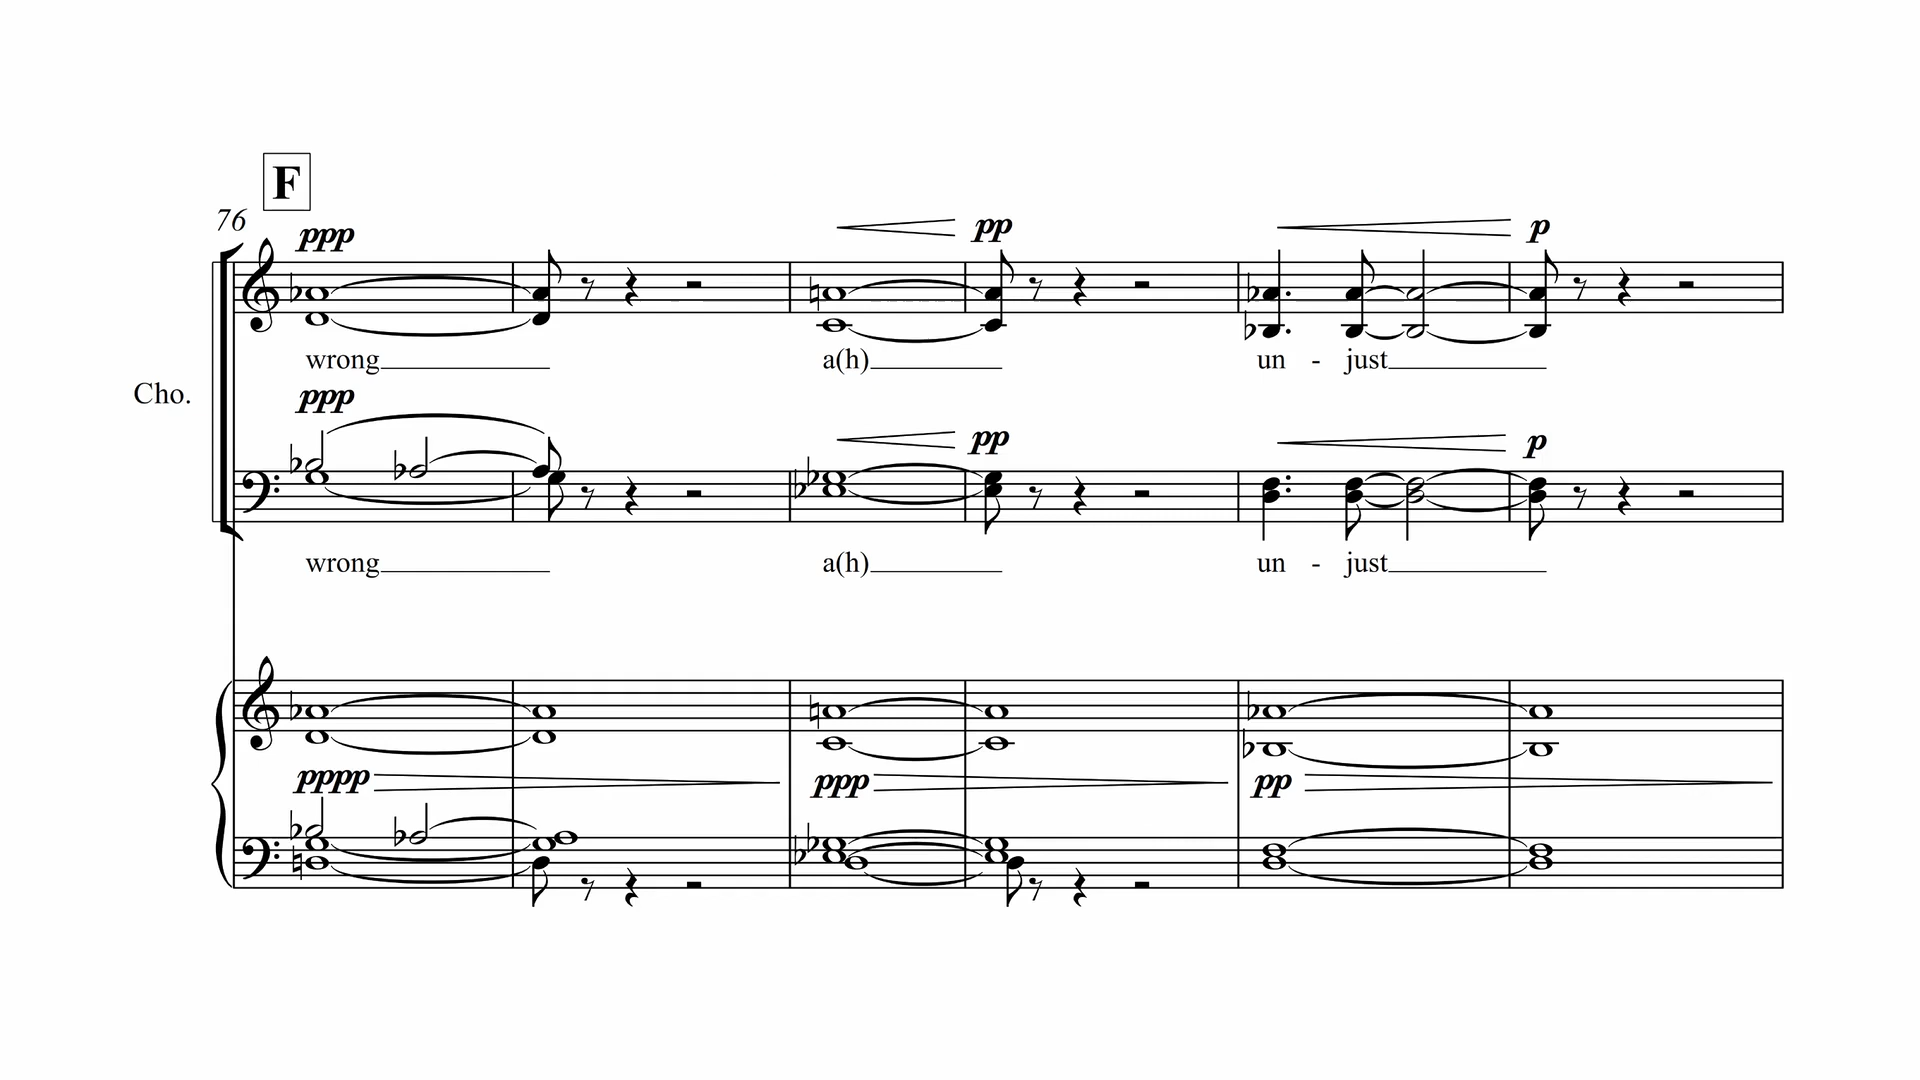 F
76
ppp
pp
p
wrong a(h) un - just
Cho.
ppp
pp
p
wrong a(h) un - just
pppp ppp pp